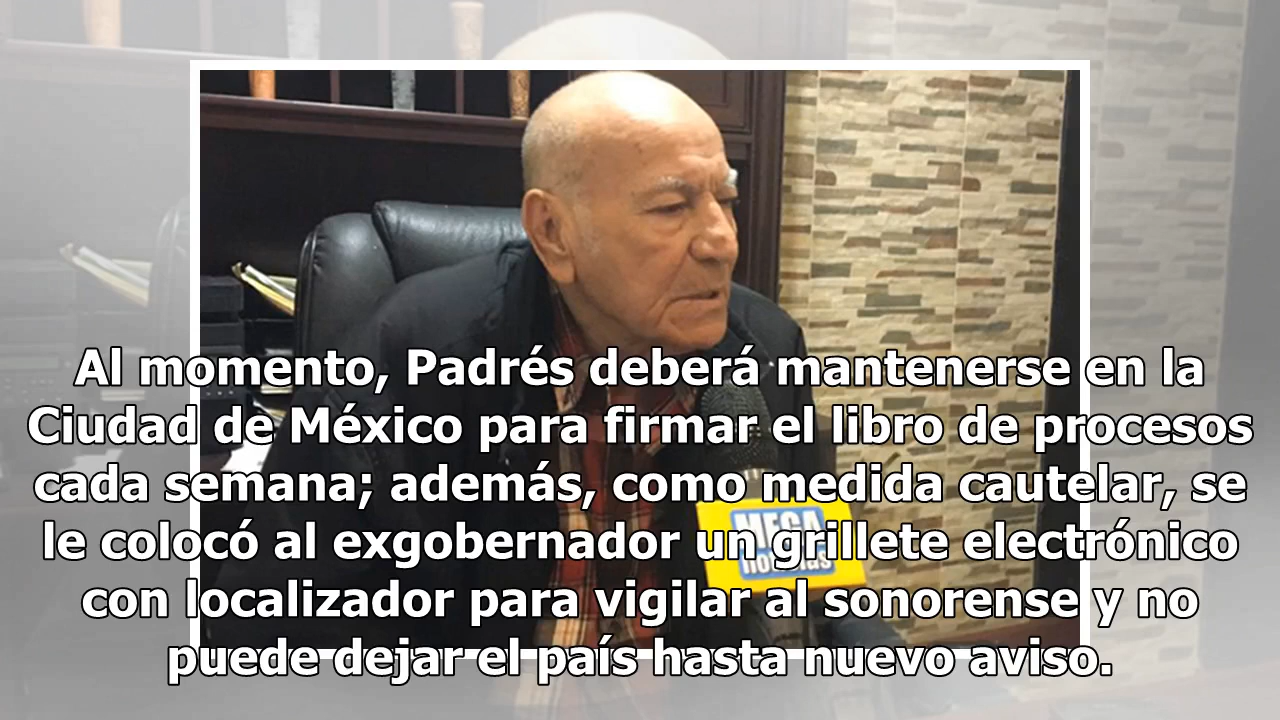 Al momento, Padrés deberá mantenerse en la
Ciudad de México para firmar el libro de procesos
cada semana; además, como medida cautelar, se
le colocó al exgobernador un grillete electrónico
con localizador para vigilar al sonorense y no
puede dejar el país hasta nuevo aviso.
MEGA
noticias